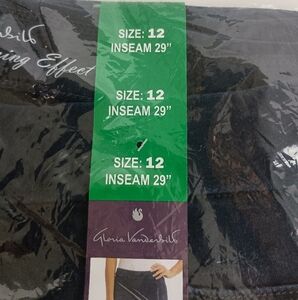 SIZE: 12
INSEAM 29"
SIZE: 12
INSEAM 29"
SIZE: 12
INSEAM 29"
Effect
Gloria Vanderbilt